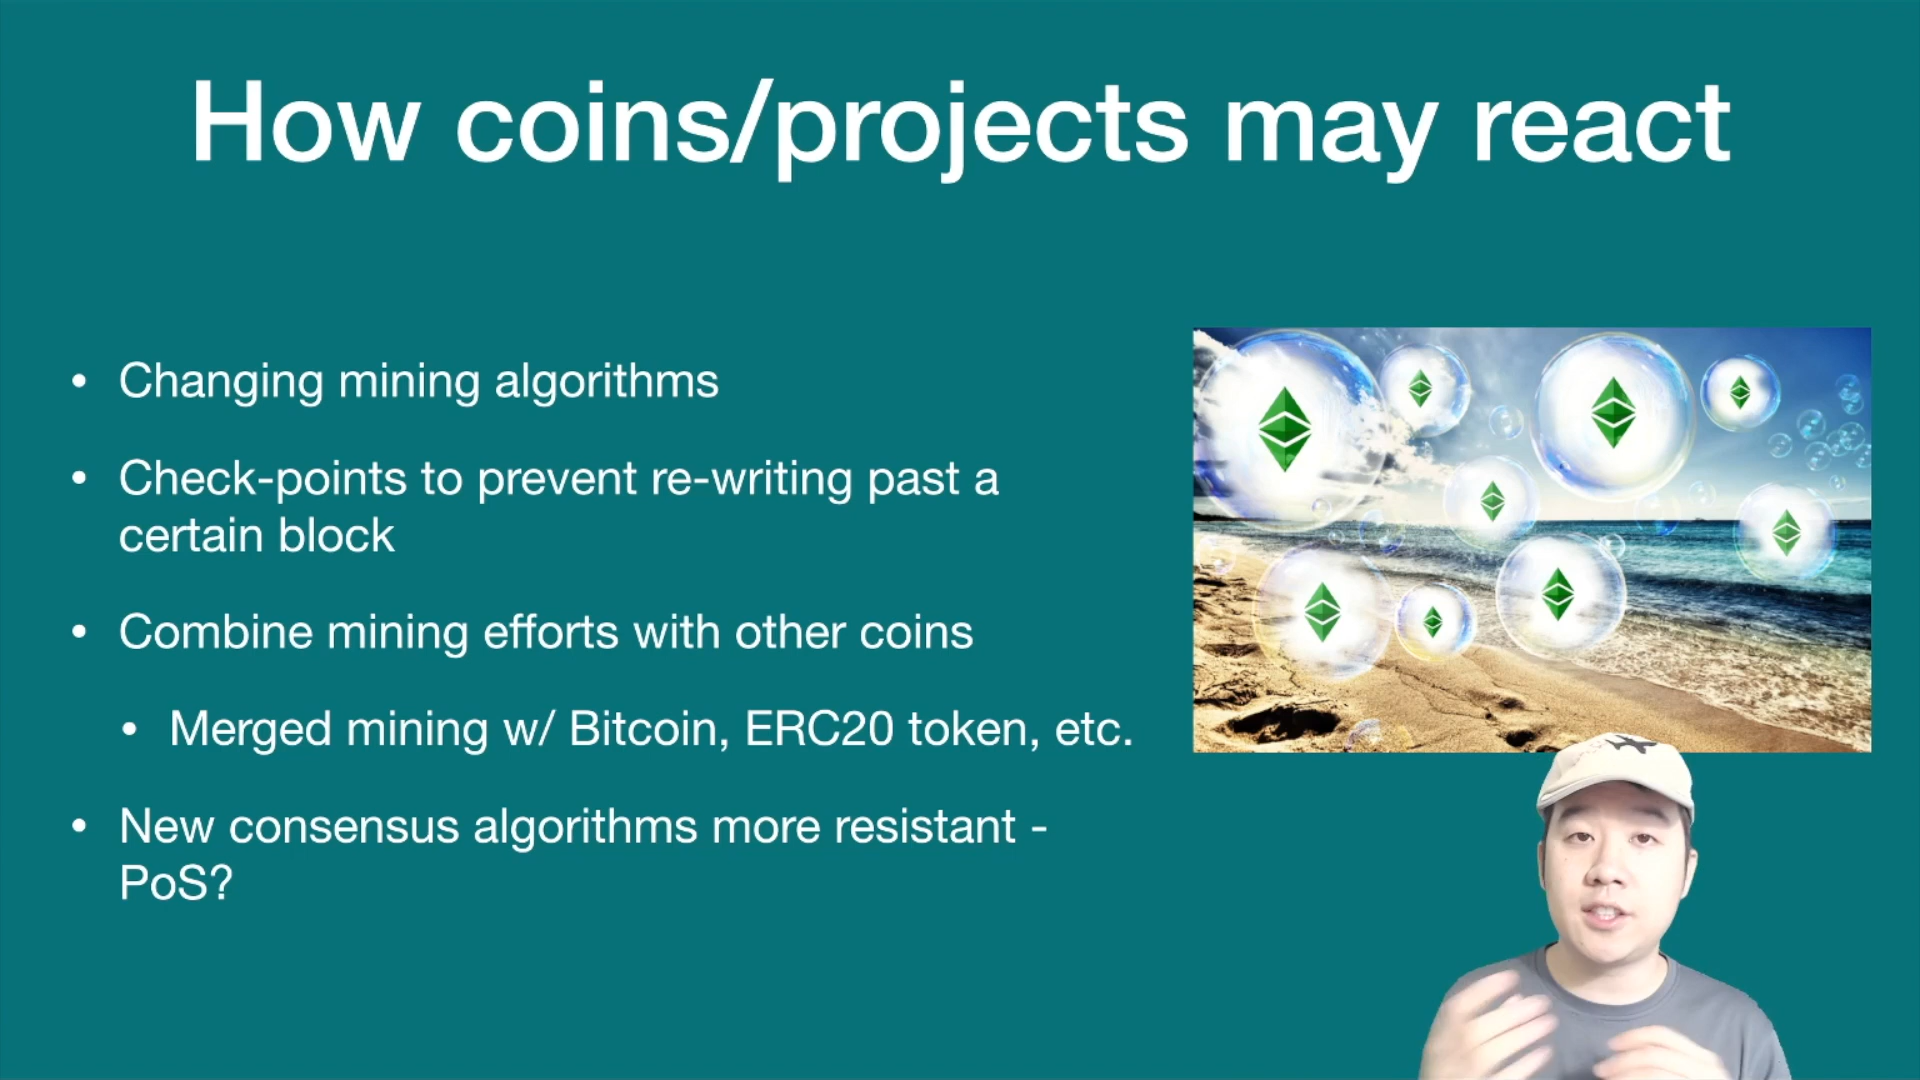 How coins/projects may react
• Changing mining algorithms
• Check-points to prevent re-writing past a
certain block
• Combine mining efforts with other coins
• Merged mining w/ Bitcoin, ERC20 token, etc.
• New consensus algorithms more resistant -
PoS?